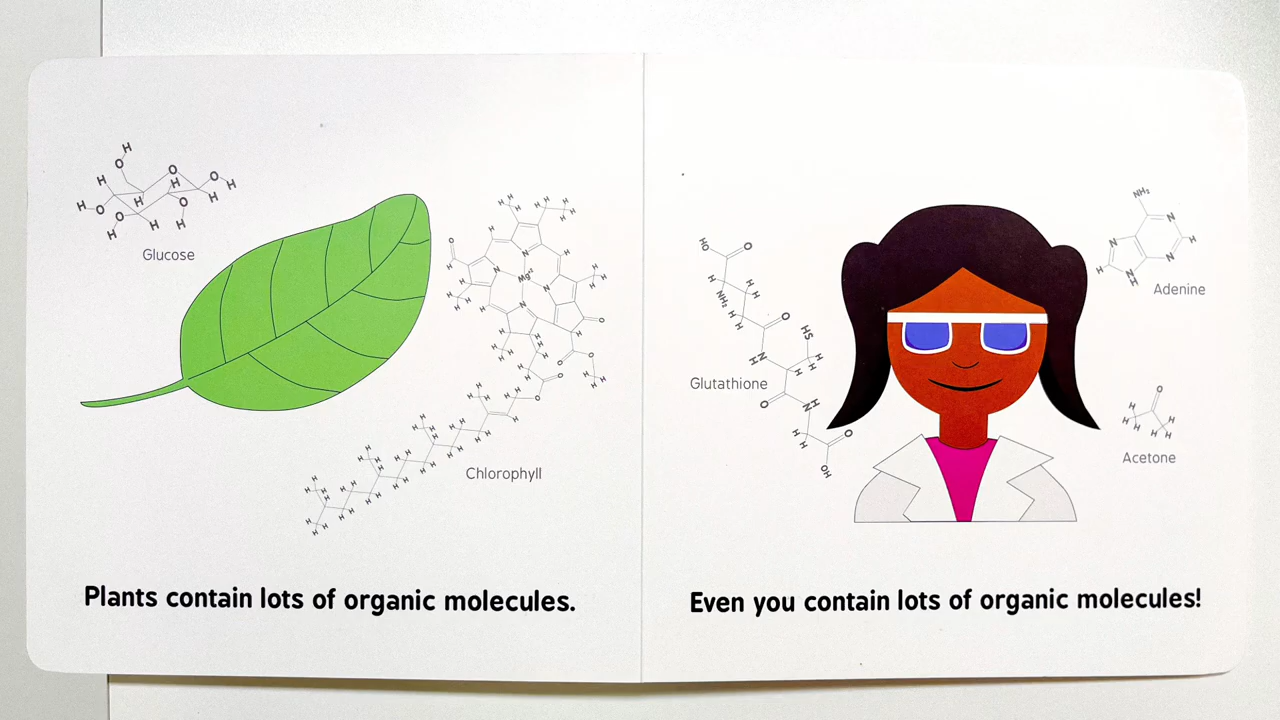 Glucose
Chlorophyll
Plants contain lots of organic molecules.
Glutathione
Adenine
Acetone
Even you contain lots of organic molecules!